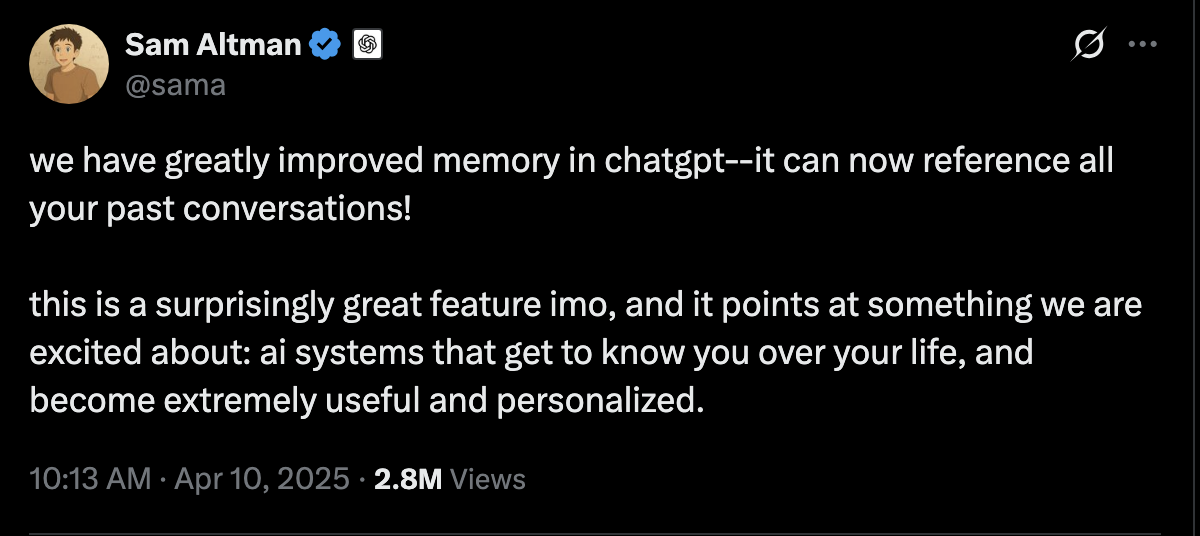 Sam Altman
@sama
we have greatly improved memory in chatgpt--it can now reference all
your past conversations!
this is a surprisingly great feature imo, and it points at something we are
excited about: ai systems that get to know you over your life, and
become extremely useful and personalized.
10:13 AM · Apr 10, 2025 · 2.8M Views